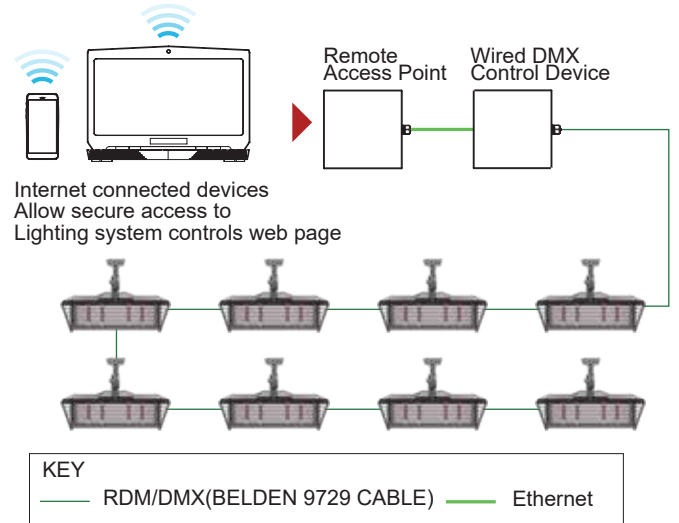 Remote
Access Point
Wired DMX
Control Device
Internet connected devices
Allow secure access to
Lighting system controls web page
KEY
RDM/DMX(BELDEN 9729 CABLE)
Ethernet